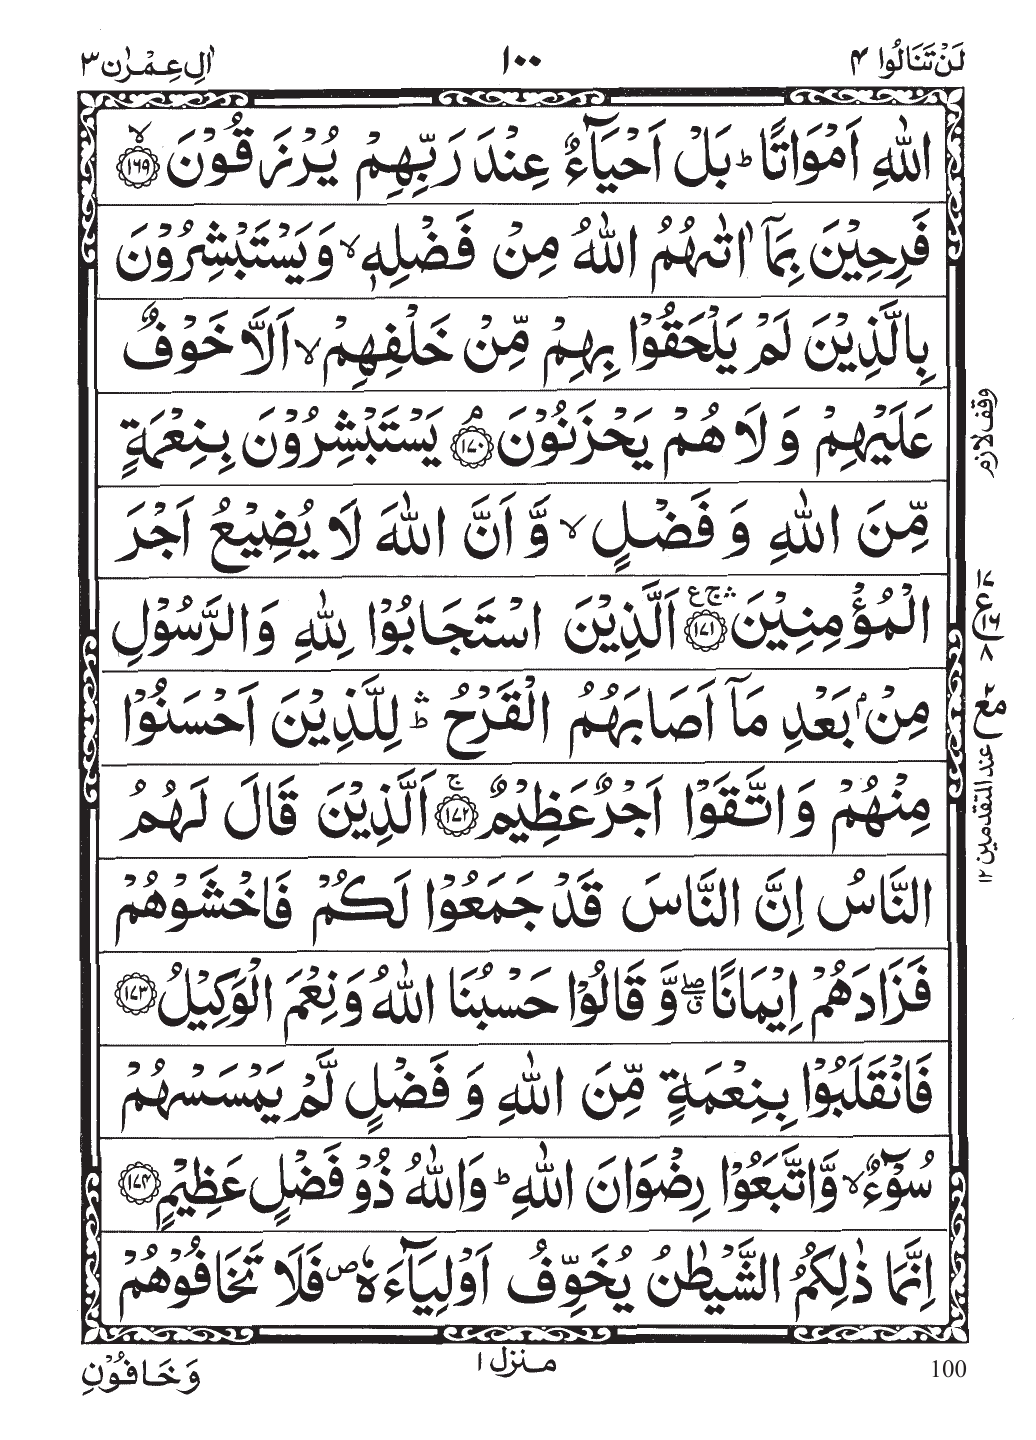 لَنْ تَنَالُوا ۴
۱۰۰
اٰلِ عِمْرٰن ۳
اللّٰهِ اَمْوَاتًا ؕ بَلْ اَحْيَآءٌ عِنْدَ رَبِّهِمْ يُرْزَقُوْنَ ۙ‏﴿۱۶۹﴾
فَرِحِيْنَ بِمَاۤ اٰتٰىهُمُ اللّٰهُ مِنْ فَضْلِهٖ ۙ وَيَسْتَبْشِرُوْنَ
بِالَّذِيْنَ لَمْ يَلْحَقُوْا بِهِمْ مِّنْ خَلْفِهِمْ ۙ اَلَّا خَوْفٌ
عَلَيْهِمْ وَلَا هُمْ يَحْزَنُوْنَ ۘ‏﴿۱۷۰﴾ يَسْتَبْشِرُوْنَ بِنِعْمَةٍ
مِّنَ اللّٰهِ وَفَضْلٍ ۙ وَّاَنَّ اللّٰهَ لَا يُضِيْعُ اَجْرَ
الْمُؤْمِنِيْنَ ۛۚ ع ﴿۱۷۱﴾ اَلَّذِيْنَ اسْتَجَابُوْا لِلّٰهِ وَالرَّسُوْلِ
مِنْۢ بَعْدِ مَاۤ اَصَابَهُمُ الْقَرْحُ ۛؕ لِلَّذِيْنَ اَحْسَنُوْا
مِنْهُمْ وَاتَّقَوْا اَجْرٌ عَظِيْمٌ ۚ‏﴿۱۷۲﴾ اَلَّذِيْنَ قَالَ لَهُمُ
النَّاسُ اِنَّ النَّاسَ قَدْ جَمَعُوْا لَكُمْ فَاخْشَوْهُمْ
فَزَادَهُمْ اِيْمَانًا ۖۗ وَّقَالُوْا حَسْبُنَا اللّٰهُ وَنِعْمَ الْوَكِيْلُ ﴿۱۷۳﴾
فَانْقَلَبُوْا بِنِعْمَةٍ مِّنَ اللّٰهِ وَفَضْلٍ لَّمْ يَمْسَسْهُمْ
سُوْٓءٌ ۙ وَّاتَّبَعُوْا رِضْوَانَ اللّٰهِ ؕ وَاللّٰهُ ذُوْ فَضْلٍ عَظِيْمٍ ﴿۱۷۴﴾
اِنَّمَا ذٰلِكُمُ الشَّيْطٰنُ يُخَوِّفُ اَوْلِيَآءَهٗ ص فَلَا تَخَافُوْهُمْ
وقف لازم
۱۷
ع
۱۶
۸
مع ۳
عند المتقدمین ۱۲
وَخَافُوْنِ
منزل ۱
100